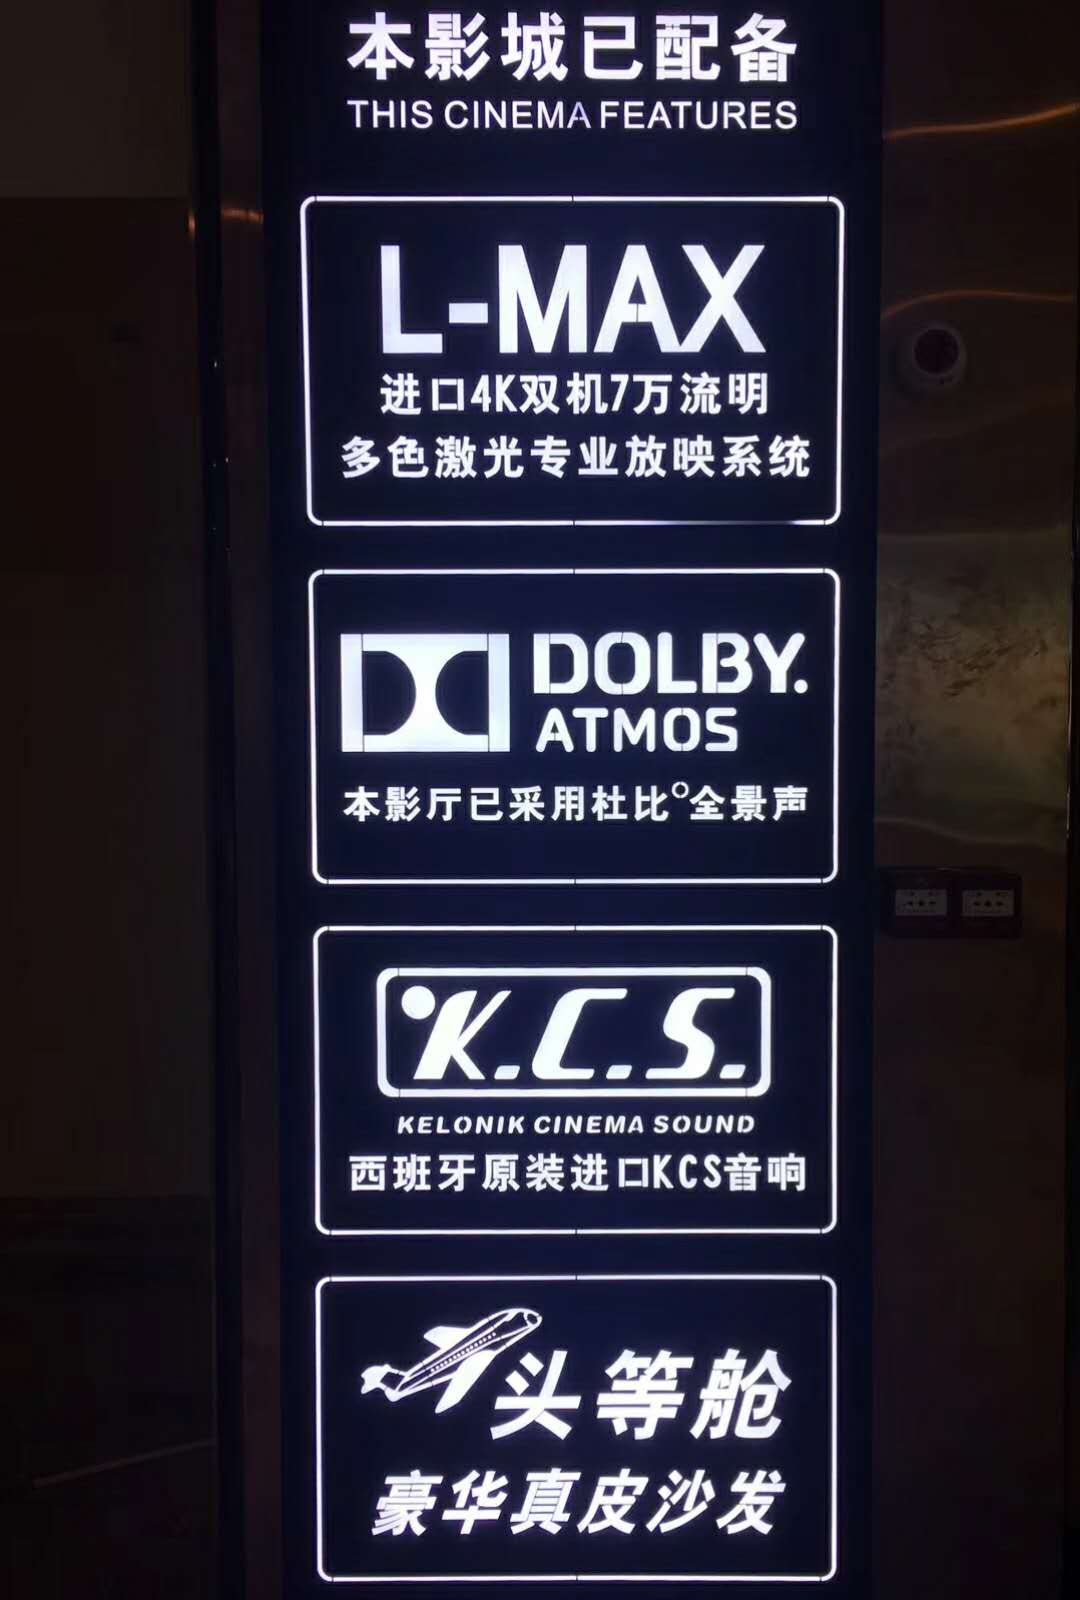 本影城已配备
THIS CINEMA FEATURES
L-MAX
进口4K双机7万流明
多色激光专业放映系统
DOLBY.
ATMOS
本影厅已采用杜比°全景声
K.C.S.
KELONIK CINEMA SOUND
西班牙原装进口KCS音响
头等舱
豪华真皮沙发